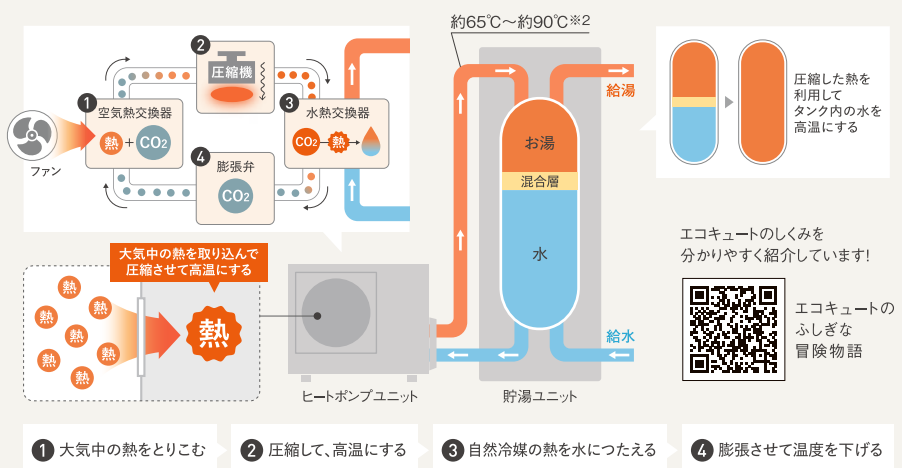 約65℃～約90℃※2
❷
圧縮機
❶
空気熱交換器
熱+CO2
ファン
❸
水熱交換器
CO2 熱
❹
膨張弁
CO2
給湯
お湯
混合層
水
給水
圧縮した熱を
利用して
タンク内の水を
高温にする
大気中の熱を取り込んで
圧縮させて高温にする
熱
熱
熱
熱
熱
熱
熱
熱
ヒートポンプユニット
貯湯ユニット
エコキュートのしくみを
分かりやすく紹介しています!
エコキュートの
ふしぎな
冒険物語
❶ 大気中の熱をとりこむ
❷ 圧縮して、高温にする
❸ 自然冷媒の熱を水につたえる
❹ 膨張させて温度を下げる